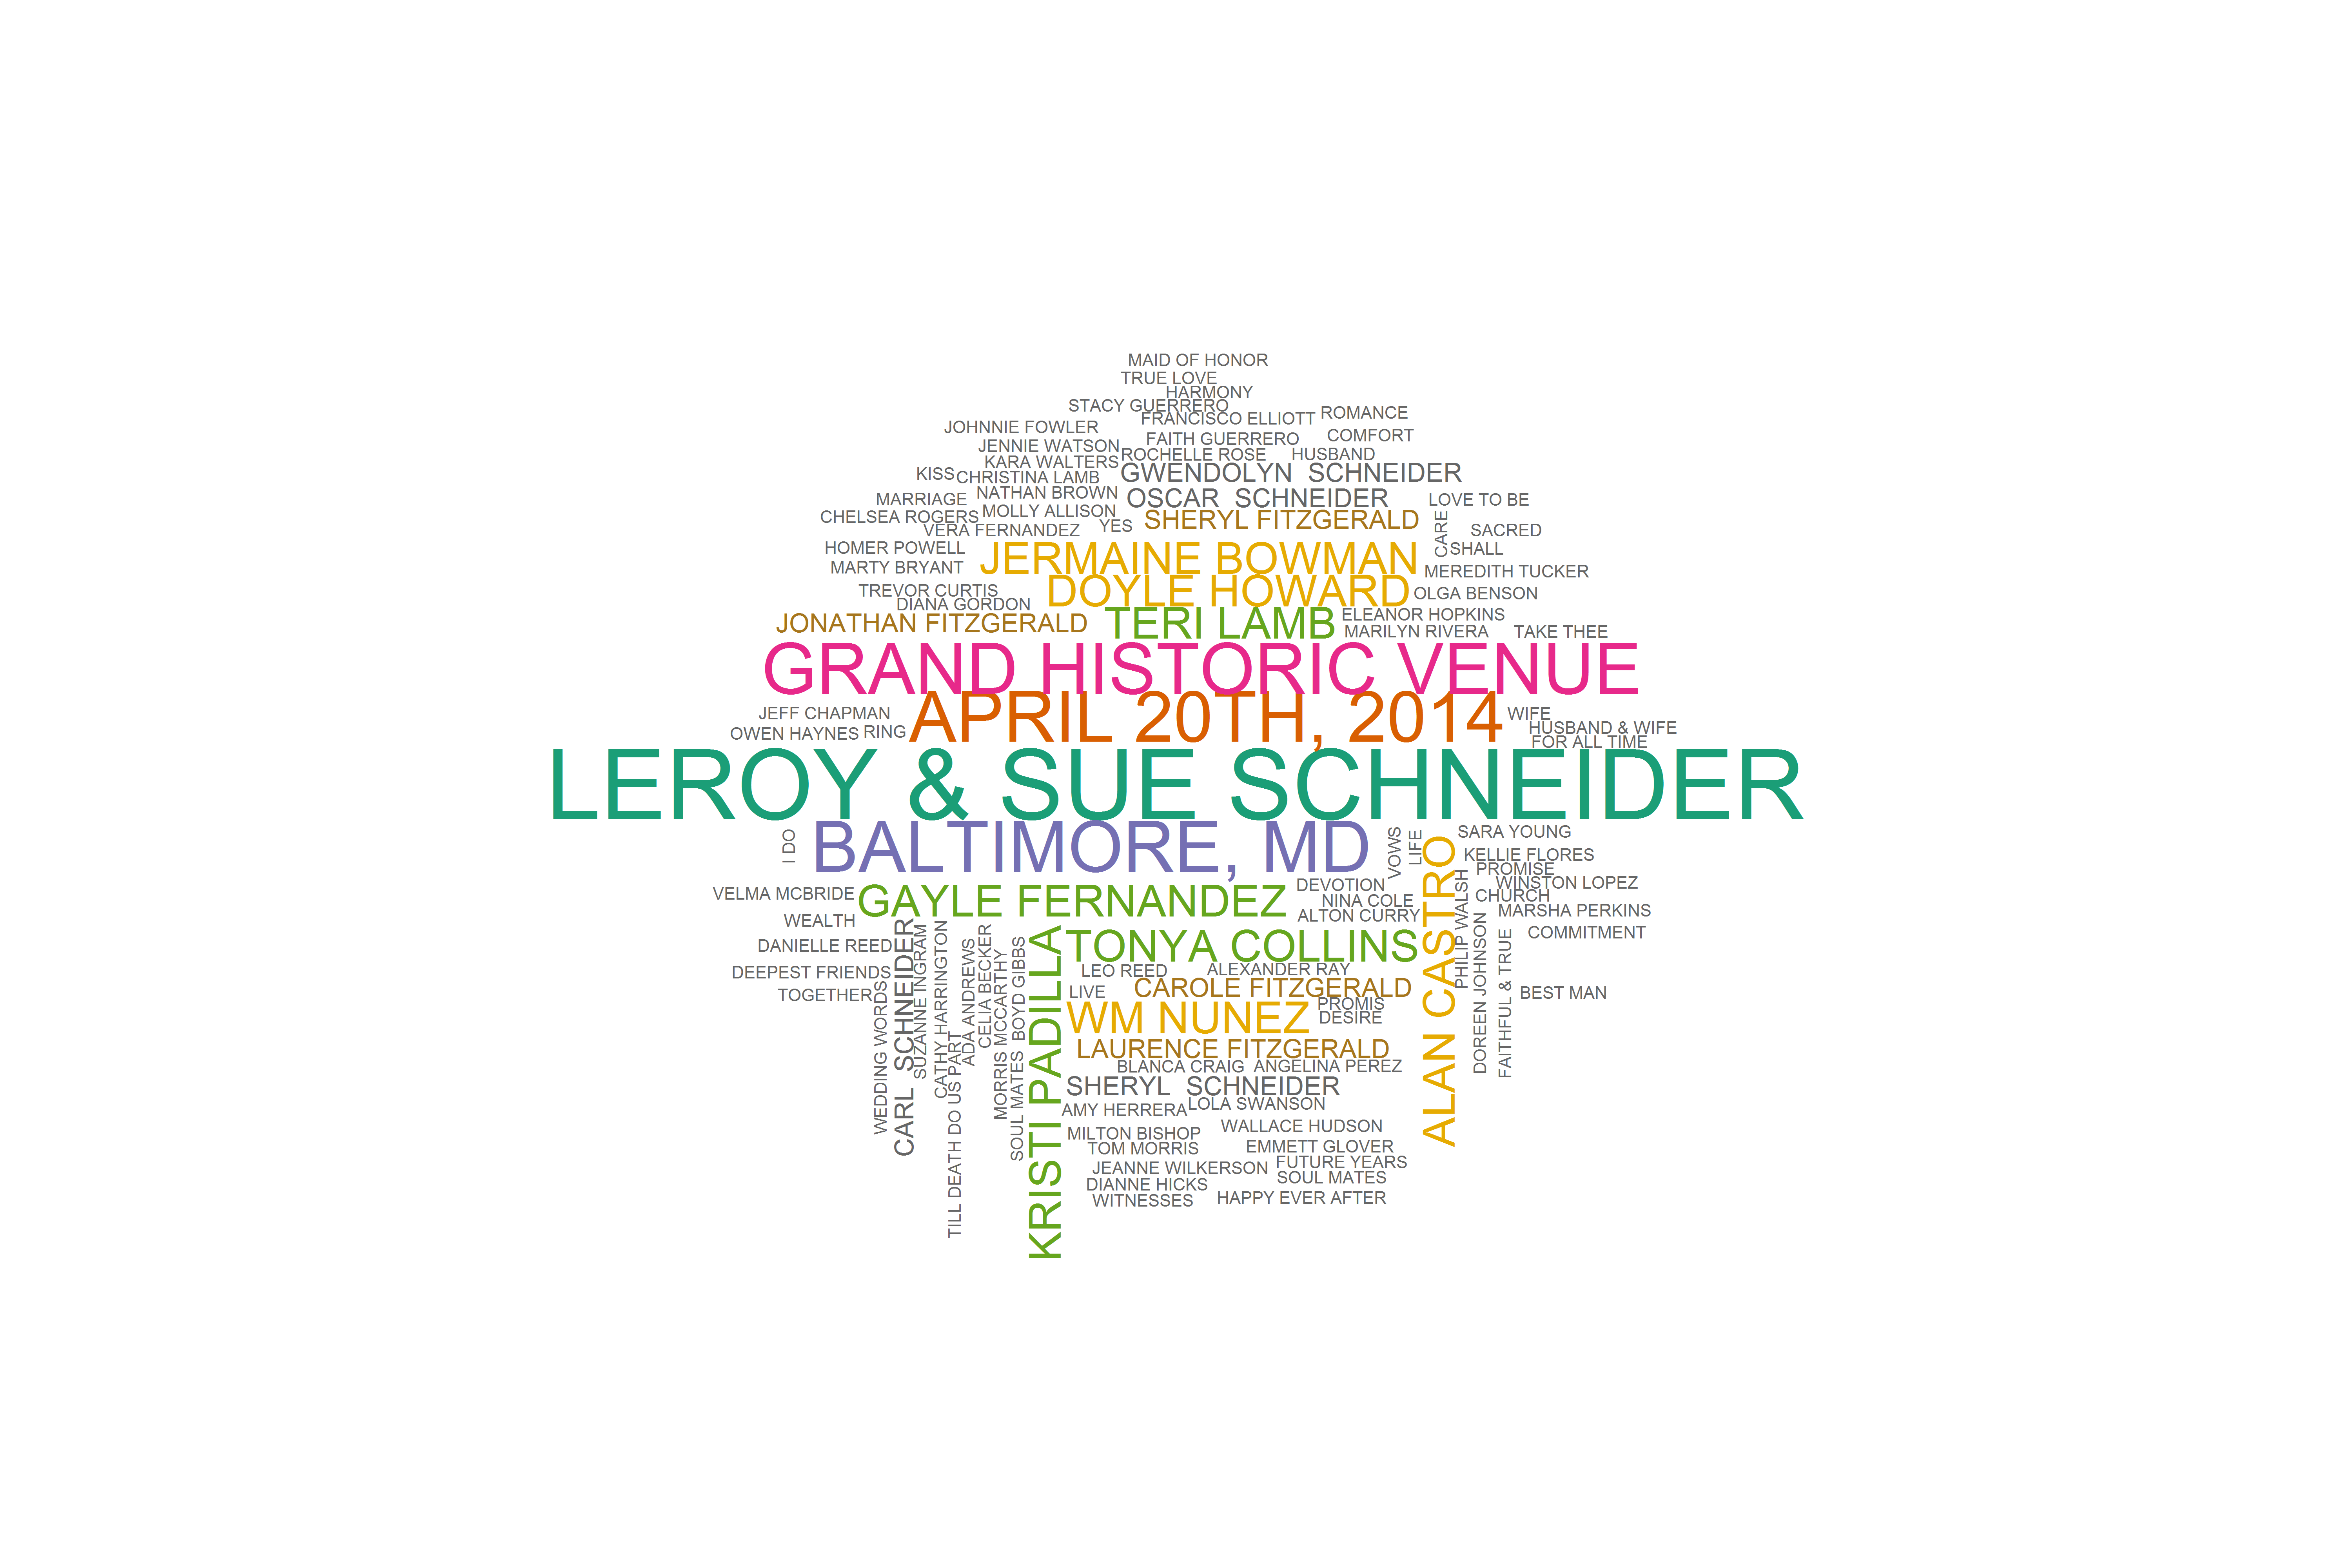 MAID OF HONOR
TRUE LOVE
HARMONY
STACY GUERRERO
FRANCISCO ELLIOTT
ROMANCE
JOHNNIE FOWLER
FAITH GUERRERO
COMFORT
JENNIE WATSON
ROCHELLE ROSE
HUSBAND
KARA WALTERS
KISS
CHRISTINA LAMB
GWENDOLYN SCHNEIDER
MARRIAGE
NATHAN BROWN
OSCAR SCHNEIDER
LOVE TO BE
CHELSEA ROGERS
MOLLY ALLISON
SHERYL FITZGERALD
VERA FERNANDEZ
YES
CARE
SACRED
HOMER POWELL
JERMAINE BOWMAN
SHALL
MARTY BRYANT
MEREDITH TUCKER
TREVOR CURTIS
DOYLE HOWARD
OLGA BENSON
DIANA GORDON
JONATHAN FITZGERALD
TERI LAMB
ELEANOR HOPKINS
MARILYN RIVERA
TAKE THEE
GRAND HISTORIC VENUE
JEFF CHAPMAN
APRIL 20TH, 2014
WIFE
OWEN HAYNES
RING
HUSBAND & WIFE
FOR ALL TIME
LEROY & SUE SCHNEIDER
I DO
BALTIMORE, MD
VOWS
LIFE
SARA YOUNG
KELLIE FLORES
PROMISE
WINSTON LOPEZ
VELMA MCBRIDE
GAYLE FERNANDEZ
DEVOTION
NINA COLE
ALTON CURRY
ALAN CASTRO
PHILIP WALSH
CHURCH
MARSHA PERKINS
WEALTH
COMMITMENT
DANIELLE REED
DEEPEST FRIENDS
TOGETHER
WEDDING WORDS
CARL SCHNEIDER
SUZANNE INGRAM
CATHY HARRINGTON
TILL DEATH DO US PART
ADA ANDREWS
CELIA BECKER
MORRIS MCCARTHY
BOYD GIBBS
SOUL MATES
KRISTI PADILLA
TONYA COLLINS
LEO REED
ALEXANDER RAY
LIVE
CAROLE FITZGERALD
WM NUNEZ
PROMIS
DESIRE
DOREEN JOHNSON
FAITHFUL & TRUE
BEST MAN
LAURENCE FITZGERALD
BLANCA CRAIG
ANGELINA PEREZ
SHERYL SCHNEIDER
AMY HERRERA
LOLA SWANSON
MILTON BISHOP
WALLACE HUDSON
TOM MORRIS
EMMETT GLOVER
JEANNE WILKERSON
FUTURE YEARS
DIANNE HICKS
SOUL MATES
WITNESSES
HAPPY EVER AFTER